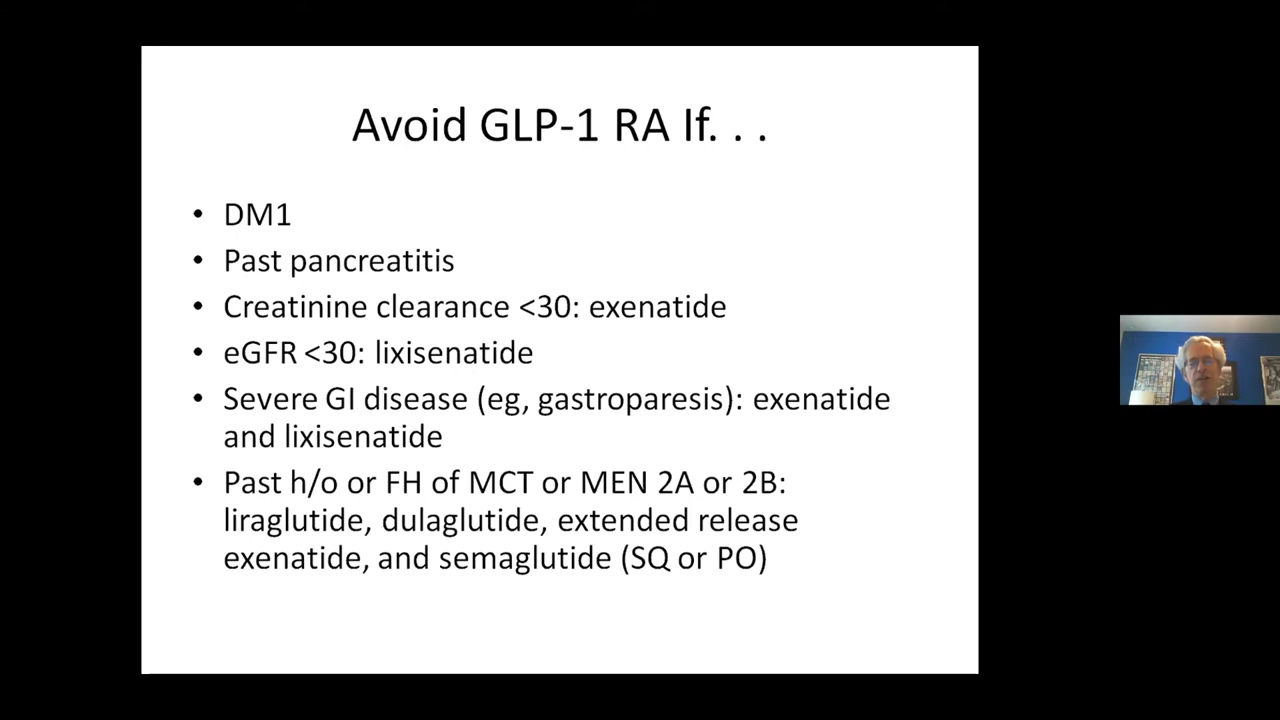 Avoid GLP-1 RA If. . .
• DM1
• Past pancreatitis
• Creatinine clearance <30: exenatide
• eGFR <30: lixisenatide
• Severe GI disease (eg, gastroparesis): exenatide
and lixisenatide
• Past h/o or FH of MCT or MEN 2A or 2B:
liraglutide, dulaglutide, extended release
exenatide, and semaglutide (SQ or PO)